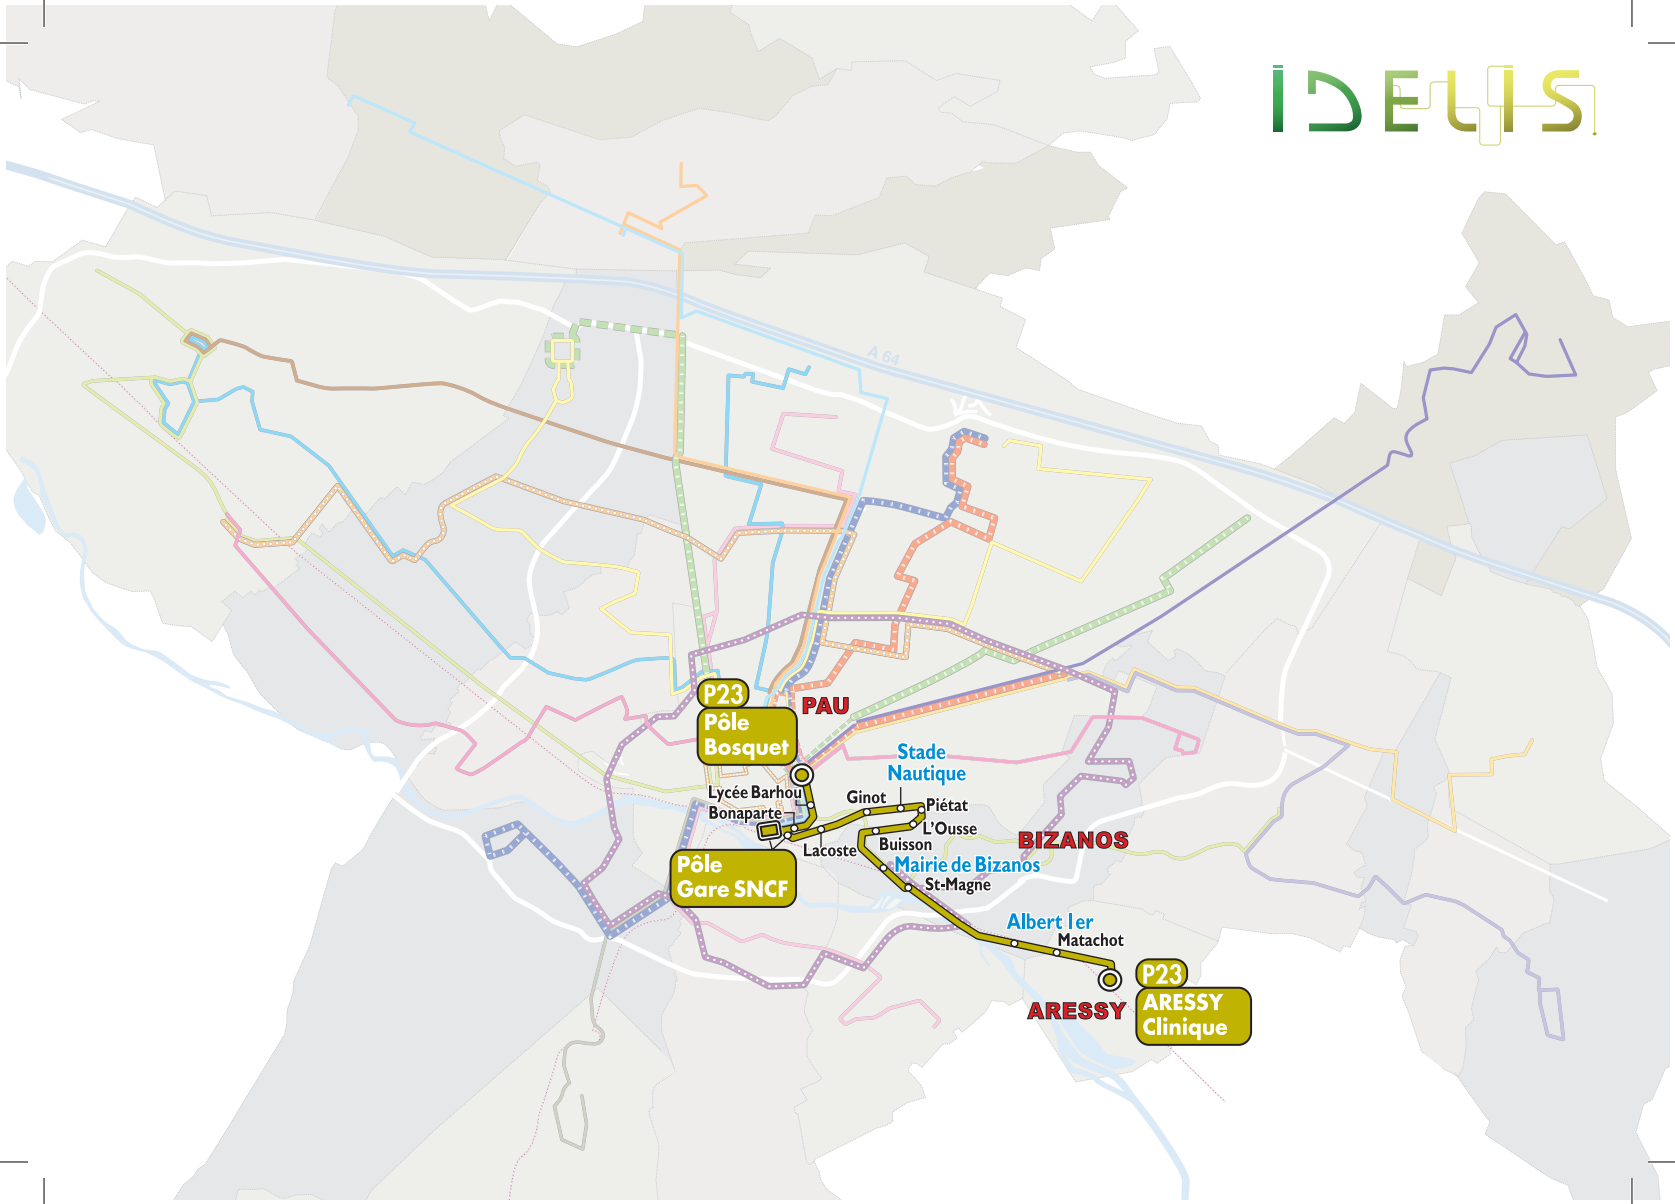 IDELIS
A 64
P23
Pôle
Bosquet
PAU
Stade
Nautique
Lycée Barhou
Bonaparte
Ginot
Piétat
L'Ousse
Lacoste
Buisson
BIZANOS
Pôle
Gare SNCF
Mairie de Bizanos
St-Magne
Albert 1er
Matachot
P23
ARESSY
Clinique
ARESSY